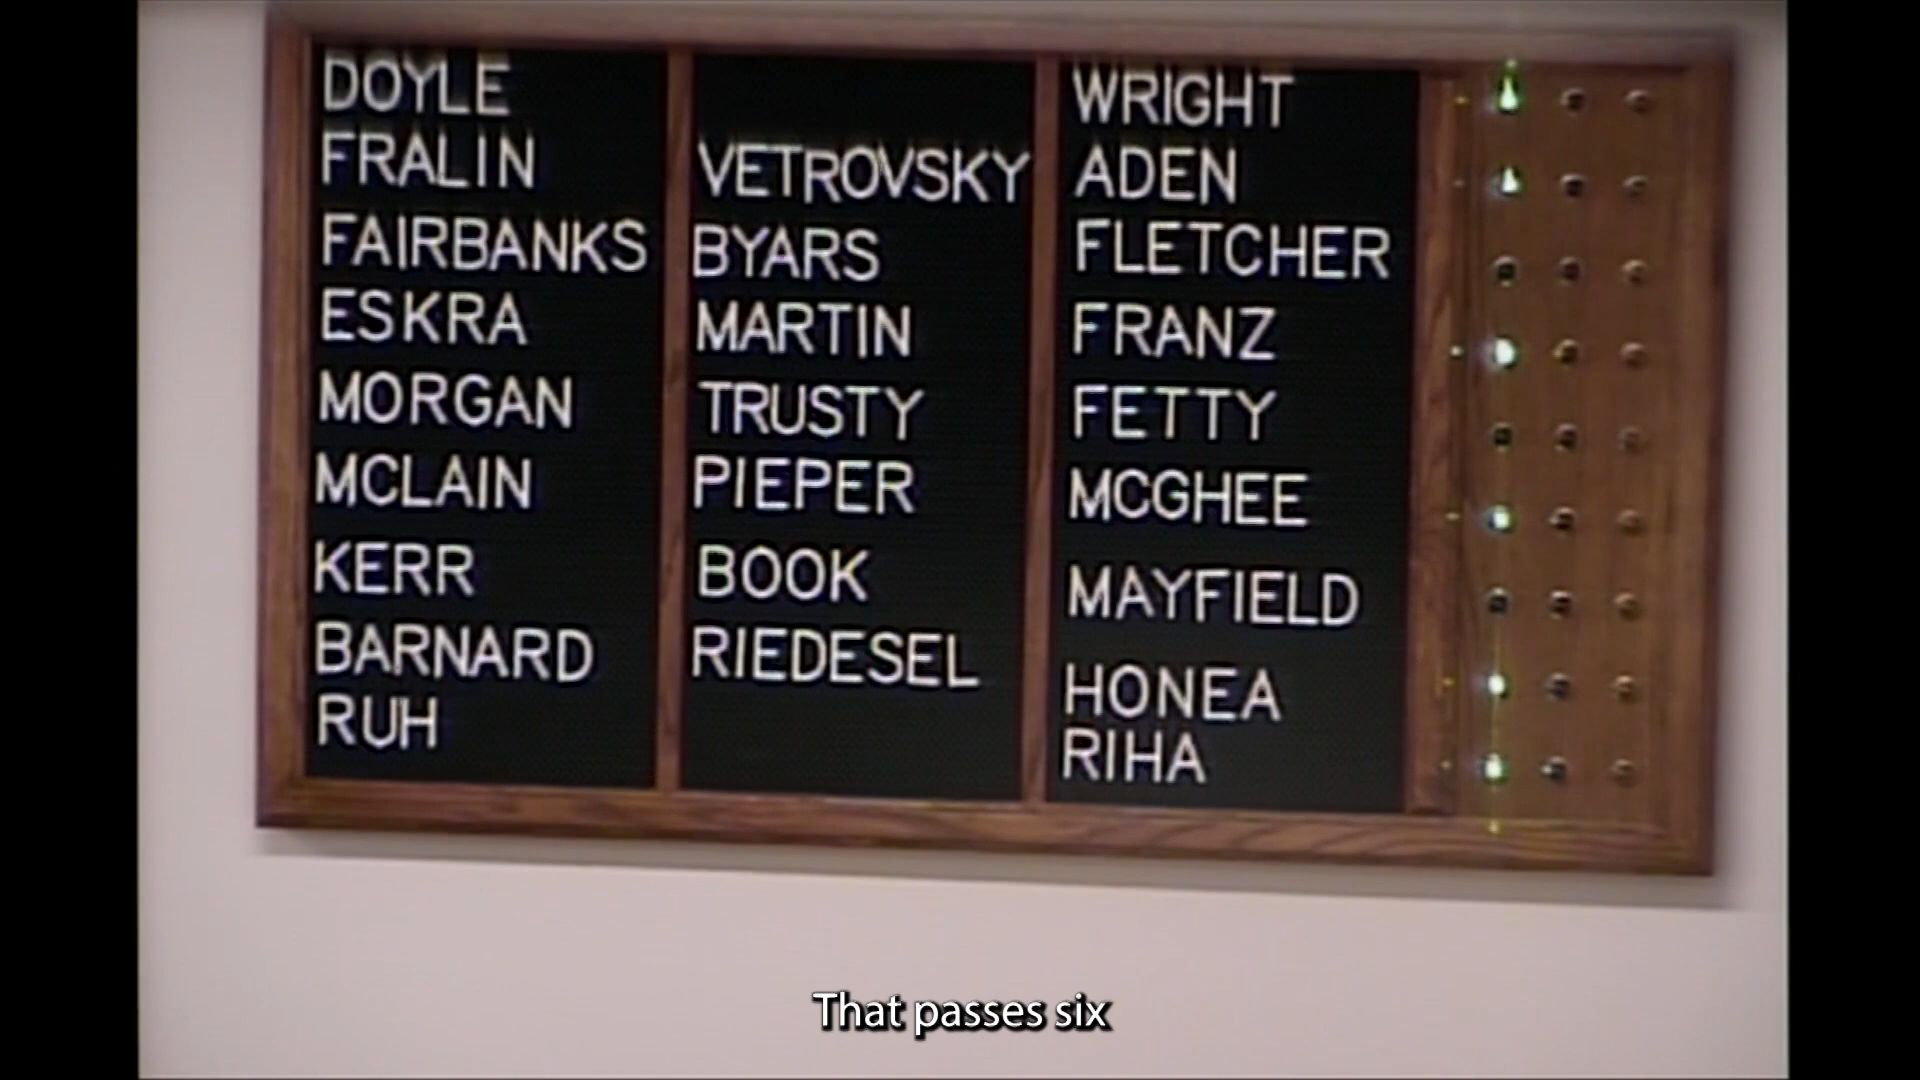 DOYLE
FRALIN
FAIRBANKS
ESKRA
MORGAN
MCLAIN
KERR
BARNARD
RUH
VETROVSKY
BYARS
MARTIN
TRUSTY
PIEPER
BOOK
RIEDESEL
WRIGHT
ADEN
FLETCHER
FRANZ
FETTY
MCGHEE
MAYFIELD
HONEA
RIHA
That passes six